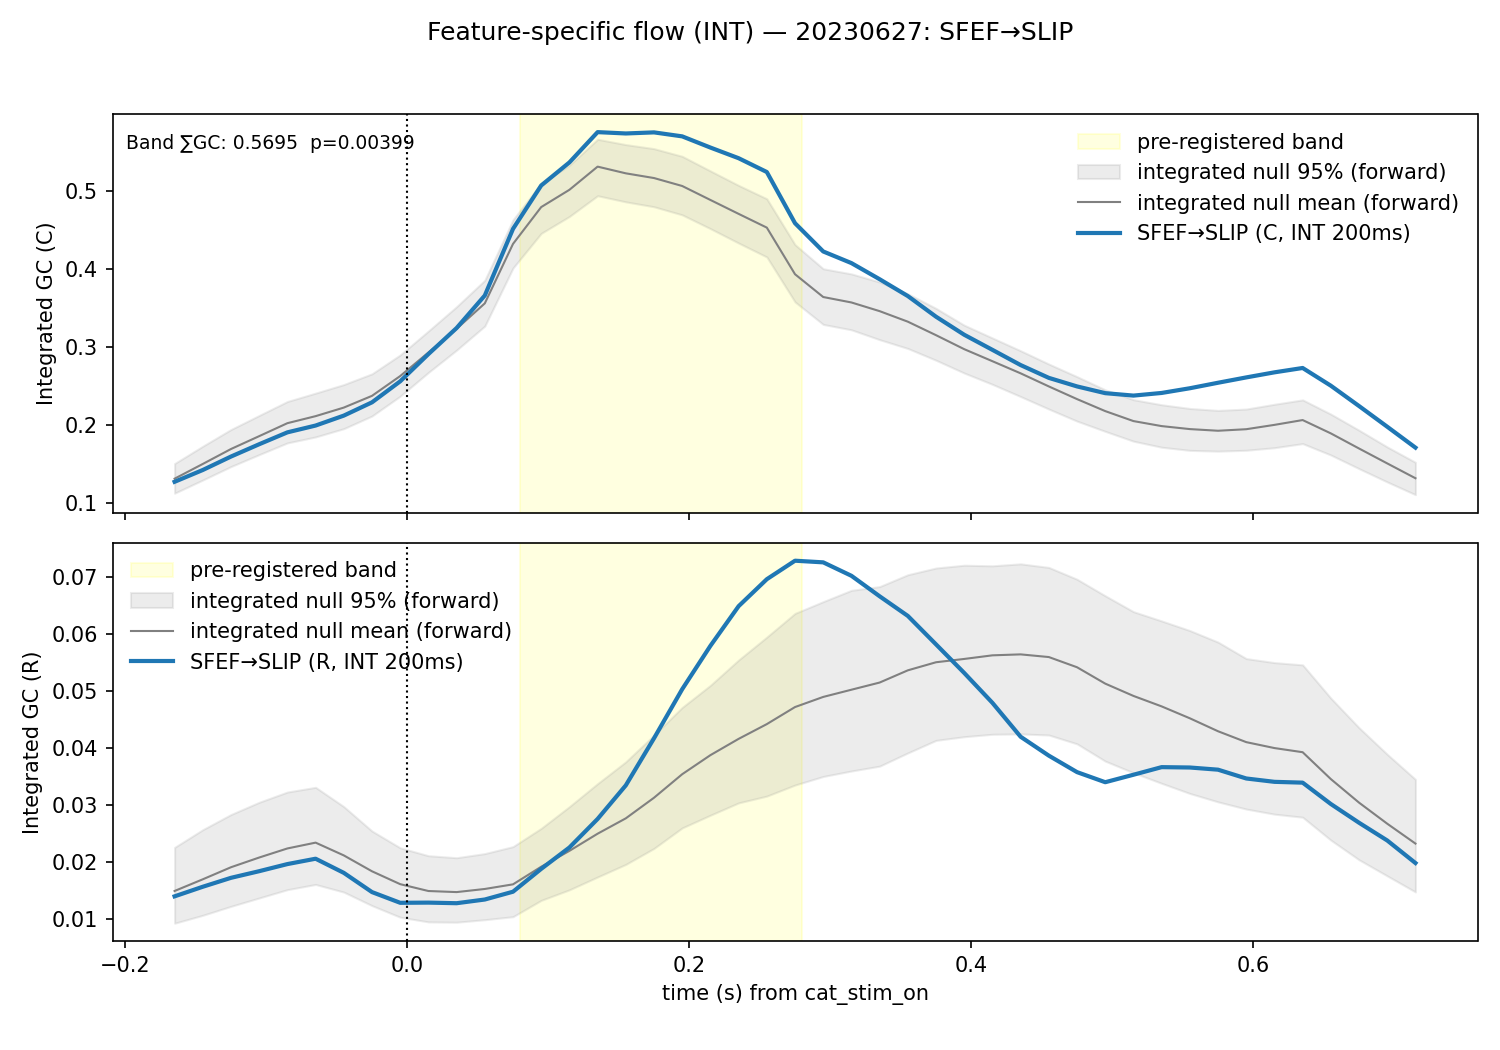 Feature-specific flow (INT) — 20230627: SFEF→SLIP
Band ∑GC: 0.5695  p=0.00399
pre-registered band
integrated null 95% (forward)
integrated null mean (forward)
SFEF→SLIP (C, INT 200ms)
Integrated GC (C)
0.5
0.4
0.3
0.2
0.1
pre-registered band
integrated null 95% (forward)
integrated null mean (forward)
SFEF→SLIP (R, INT 200ms)
Integrated GC (R)
0.07
0.06
0.05
0.04
0.03
0.02
0.01
−0.2 0.0 0.2 0.4 0.6
time (s) from cat_stim_on